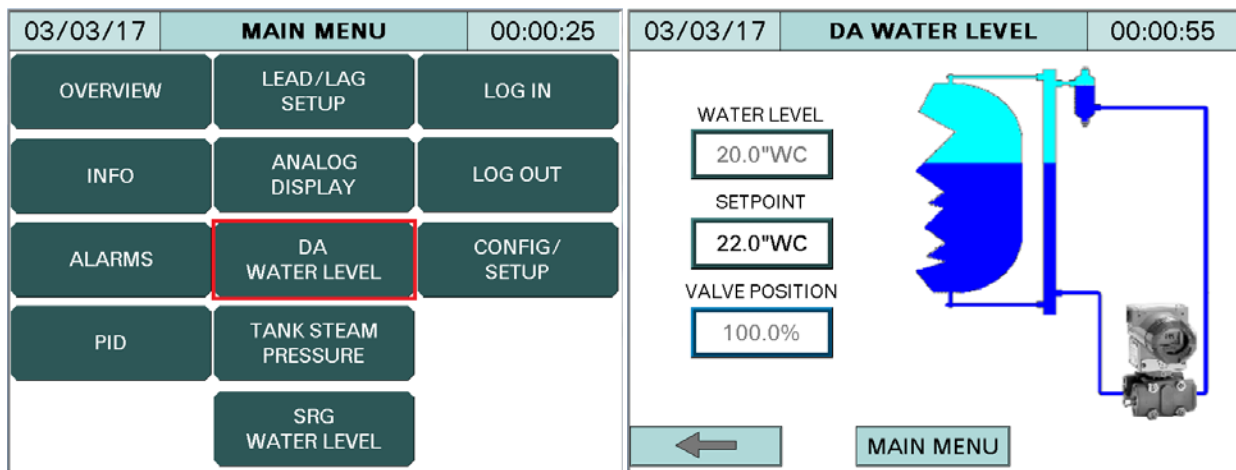 03/03/17 MAIN MENU 00:00:25
OVERVIEW
LEAD/LAG
SETUP
LOG IN
INFO
ANALOG
DISPLAY
LOG OUT
ALARMS
DA
WATER LEVEL
CONFIG/
SETUP
PID
TANK STEAM
PRESSURE
SRG
WATER LEVEL
03/03/17 DA WATER LEVEL 00:00:55
WATER LEVEL
20.0"WC
SETPOINT
22.0"WC
VALVE POSITION
100.0%
MAIN MENU